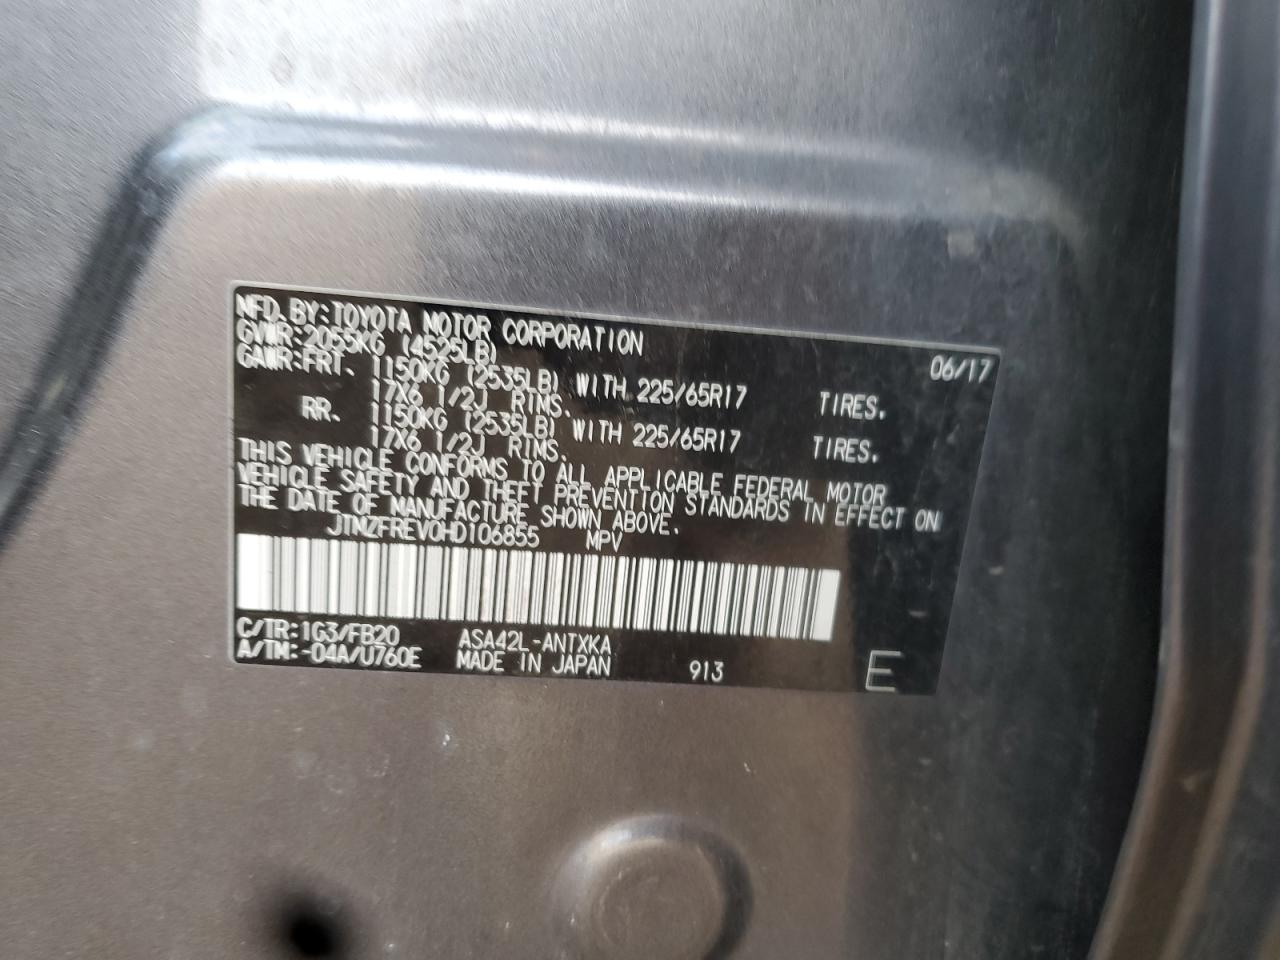 MFD. BY: TOYOTA MOTOR CORPORATION 06/17
GVWR: 2055KG (4525LB)
GAWR: FRT. 1150KG (2535LB) WITH 225/65R17 TIRES.
17X6 1/2J RIMS.
RR. 1150KG (2535LB) WITH 225/65R17 TIRES.
17X6 1/2J RIMS.
THIS VEHICLE CONFORMS TO ALL APPLICABLE FEDERAL MOTOR
VEHICLE SAFETY AND THEFT PREVENTION STANDARDS IN EFFECT ON
THE DATE OF MANUFACTURE SHOWN ABOVE.
JTMZFREV0HD106855 MPV
C/TR: 1G3/FB20 ASA42L-ANTXKA
A/TM: -04A/U760E MADE IN JAPAN 913 E